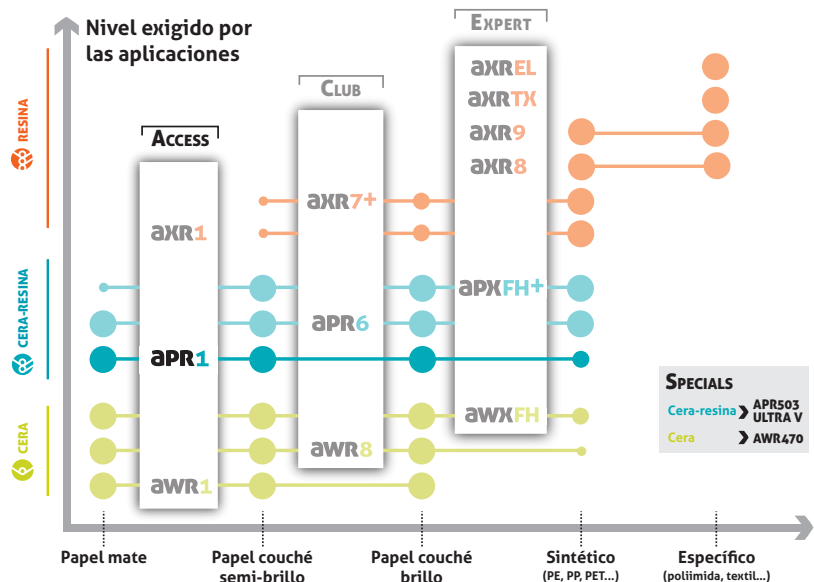 Nivel exigido por
las aplicaciones
EXPERT
CLUB
ACCESS
RESINA
CERA-RESINA
CERA
aXREL
aXRTX
aXR9
aXR8
aXR7+
aXR1
aPXFH+
aPR6
aPR1
aWXFH
aWR8
aWR1
SPECIALS
Cera-resina ❯ APR503
ULTRA V
Cera ❯ AWR470
Papel mate
Papel couché
semi-brillo
Papel couché
brillo
Sintético
(PE, PP, PET...)
Específico
(poliimida, textil...)